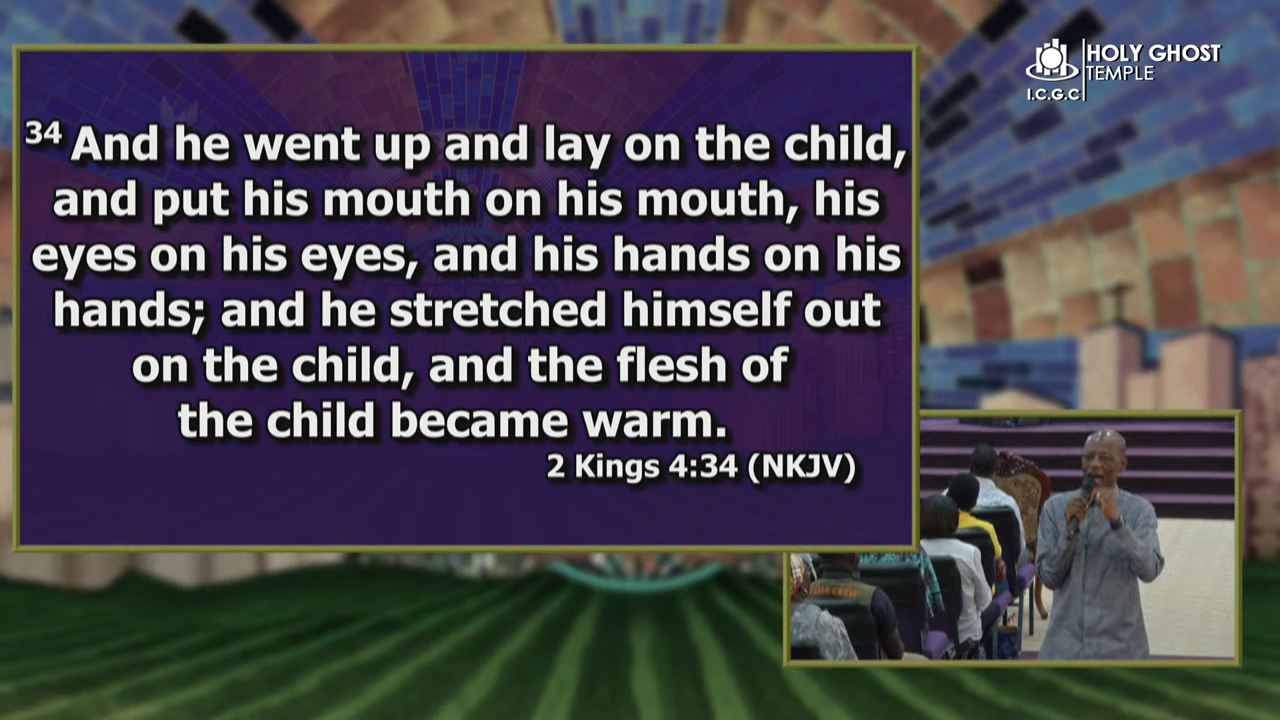 34 And he went up and lay on the child,
and put his mouth on his mouth, his
eyes on his eyes, and his hands on his
hands; and he stretched himself out
on the child, and the flesh of
the child became warm.
2 Kings 4:34 (NKJV)
HOLY GHOST
TEMPLE
I.C.G.C
CREW